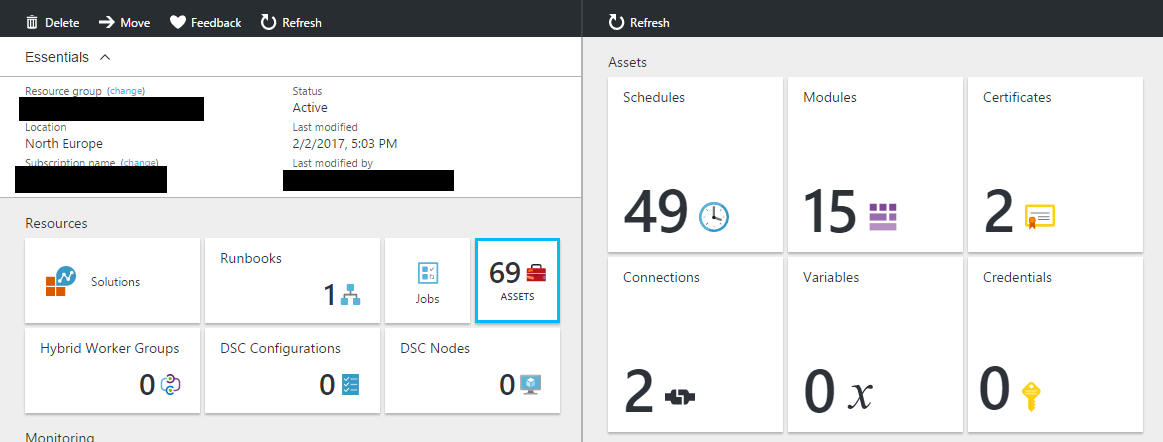 Delete Move Feedback Refresh
Essentials
Resource group (change)
Status
Active
Location
North Europe
Last modified
2/2/2017, 5:03 PM
Subscription name (change)
Last modified by
Resources
Solutions
Runbooks
1
Jobs
69
ASSETS
Hybrid Worker Groups
0
DSC Configurations
0
DSC Nodes
0
Monitoring
Refresh
Assets
Schedules
49
Modules
15
Certificates
2
Connections
2
Variables
0 x
Credentials
0